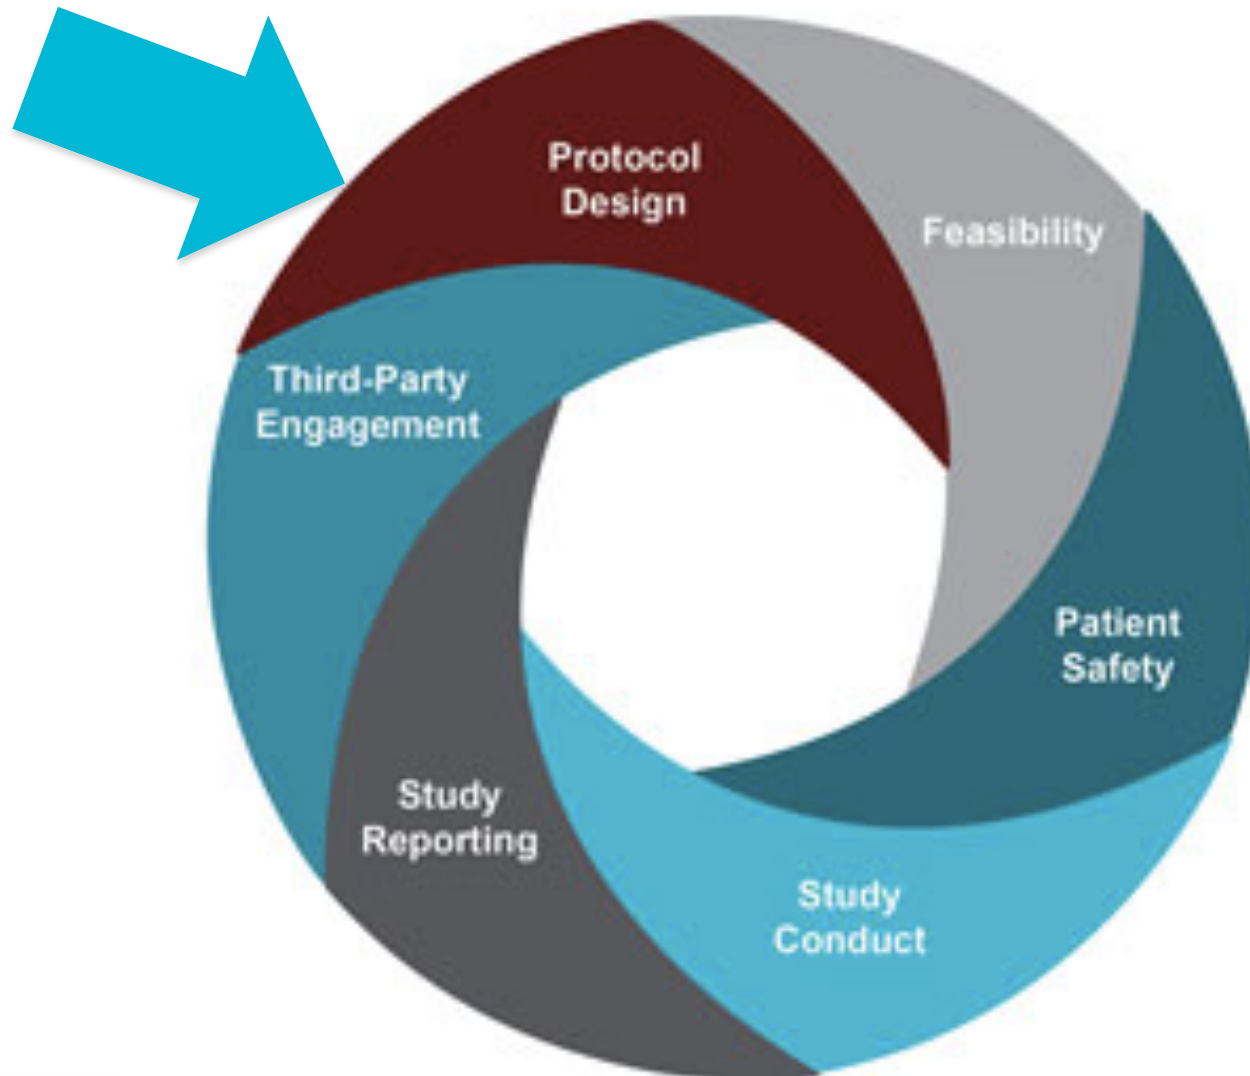 Protocol
Design
Feasibility
Patient
Safety
Study
Conduct
Study
Reporting
Third-Party
Engagement